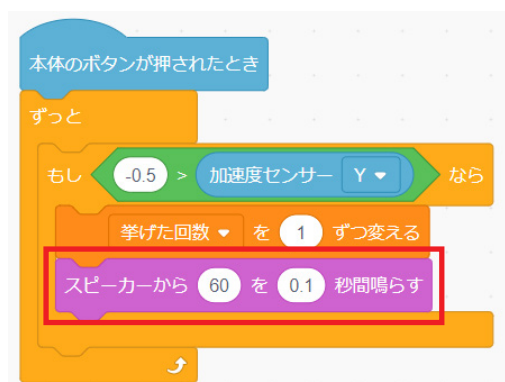 本体のボタンが押されたとき
ずっと
もし -0.5 > 加速度センサー Y なら
挙げた回数 を 1 ずつ変える
スピーカーから 60 を 0.1 秒間鳴らす